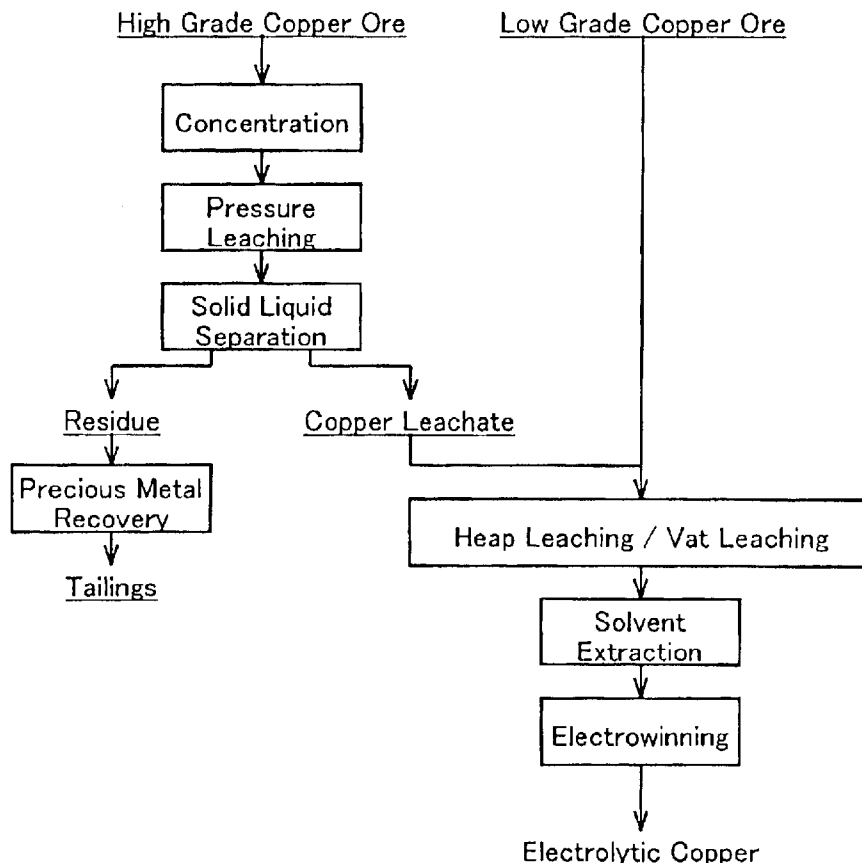 High Grade Copper Ore
Low Grade Copper Ore
Concentration
Pressure
Leaching
Solid Liquid
Separation
Residue
Copper Leachate
Precious Metal
Recovery
Heap Leaching / Vat Leaching
Tailings
Solvent
Extraction
Electrowinning
Electrolytic Copper